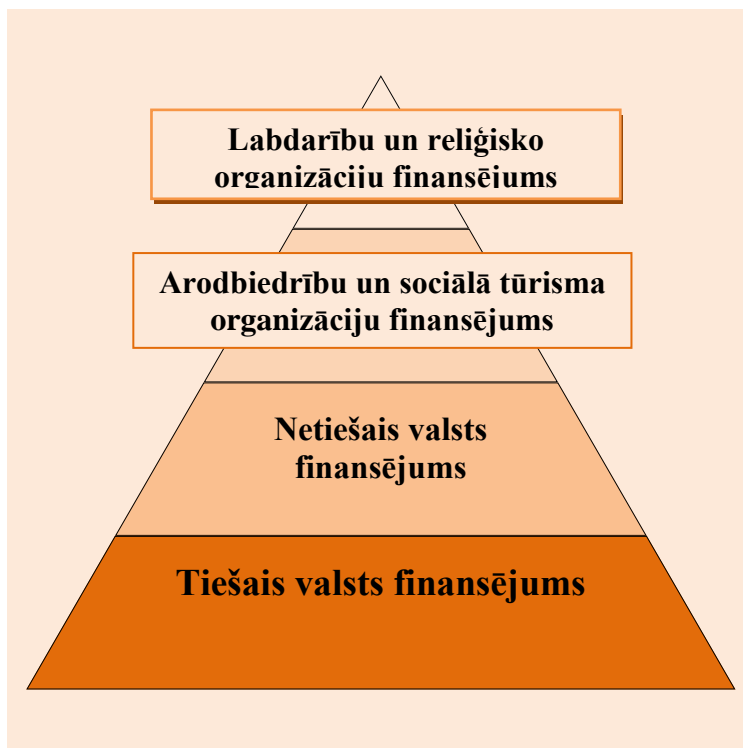 Labdarību un reliģisko
organizāciju finansējums
Arodbiedrību un sociālā tūrisma
organizāciju finansējums
Netiešais valsts
finansējums
Tiešais valsts finansējums